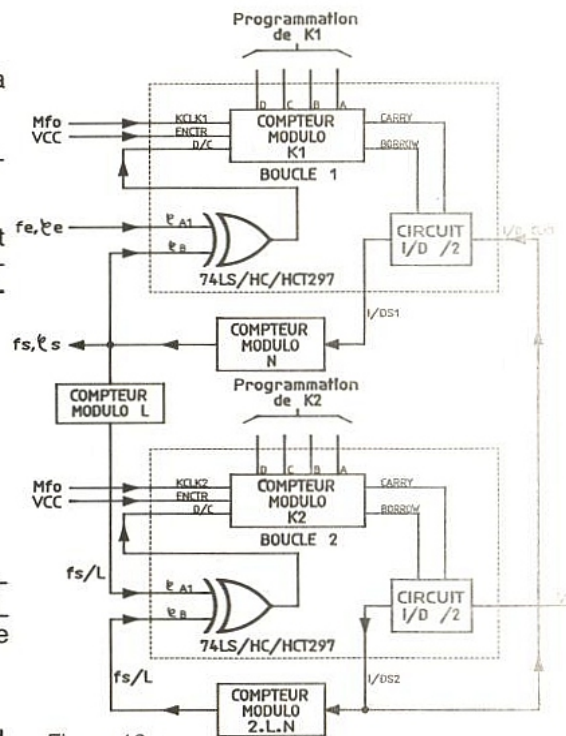 Programmation
de K1
D C B A
Mfo
VCC
KCLK1
ENCTR
D/C
COMPTEUR
MODULO
K1
CARRY
BORROW
BOUCLE 1
fe,φe
φA1
φB
CIRCUIT
I/D /2
74LS/HC/HCT297
I/DS1
fs,φs
COMPTEUR
MODULO
N
COMPTEUR
MODULO L
Programmation
de K2
D C B A
Mfo
VCC
KCLK2
ENCTR
D/C
COMPTEUR
MODULO
K2
CARRY
BORROW
BOUCLE 2
fs/L
φA1
φB
CIRCUIT
I/D /2
74LS/HC/HCT297
fs/L
I/DS2
COMPTEUR
MODULO
2.L.N